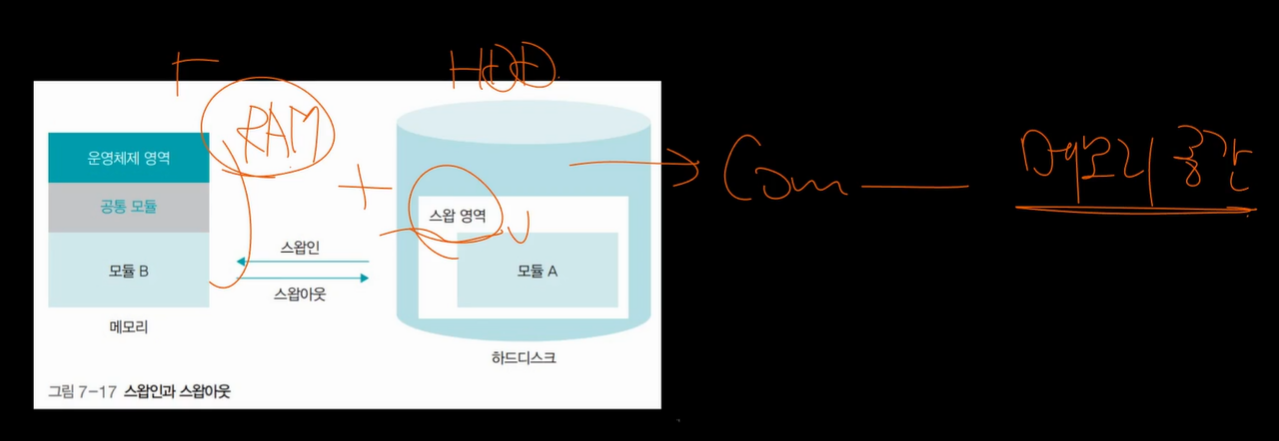 HDD
RAM
운영체제 영역
공통 모듈
모듈 B
메모리
스왑인
스왑아웃
스왑 영역
모듈 A
하드디스크
그림 7-17 스왑인과 스왑아웃
Com
메모리 공간